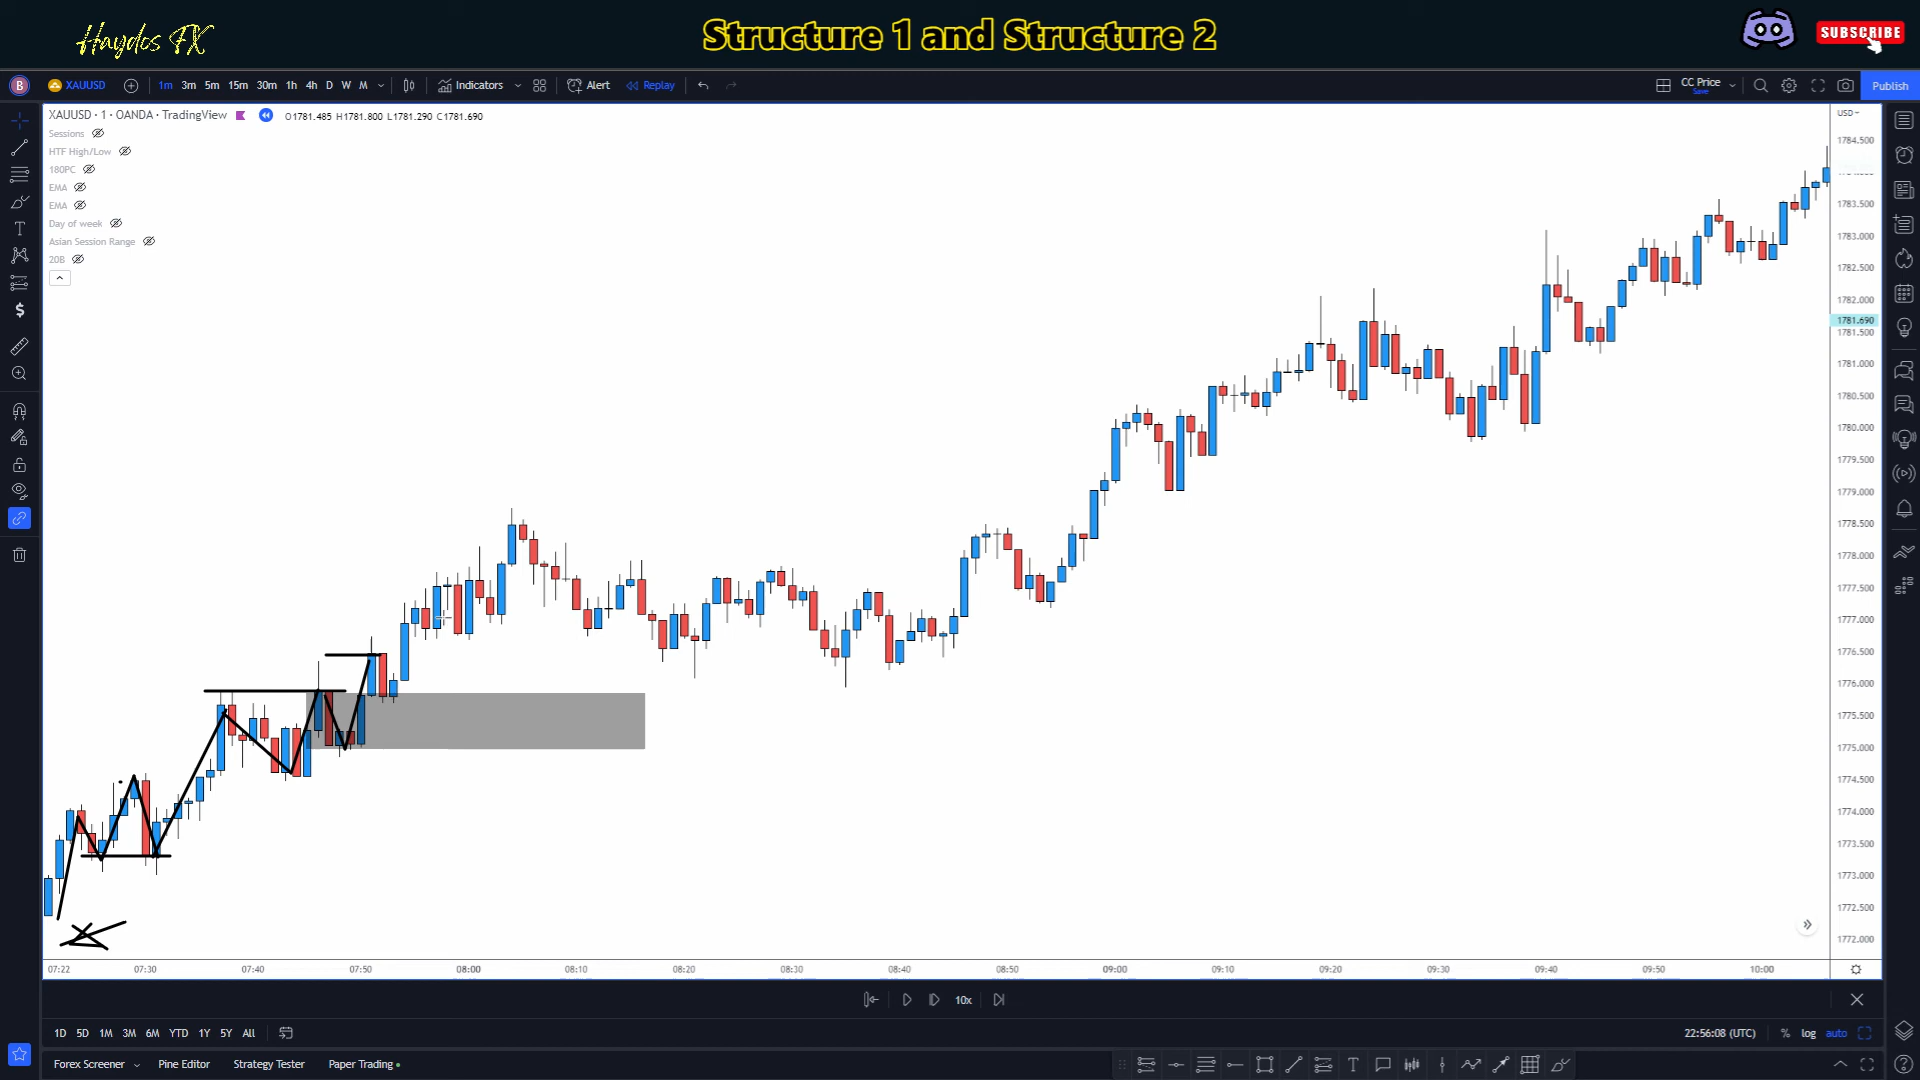 Haydos FX
Structure 1 and Structure 2
SUBSCRIBE
B XAUUSD 1m 3m 5m 15m 30m 1h 4h D W M Indicators Alert Replay CC Price Save Publish
XAUUSD · 1 · OANDA · TradingView O1781.485 H1781.800 L1781.290 C1781.690
Sessions
HTF High/Low
180PC
EMA
EMA
Day of week
Asian Session Range
20B
USD
1784.500
1783.500
1783.000
1782.500
1782.000
1781.690
1781.500
1781.000
1780.500
1780.000
1779.500
1779.000
1778.500
1778.000
1777.500
1777.000
1776.500
1776.000
1775.500
1775.000
1774.500
1774.000
1773.500
1773.000
1772.500
1772.000
07:22 07:30 07:40 07:50 08:00 08:10 08:20 08:30 08:40 08:50 09:00 09:10 09:20 09:30 09:40 09:50 10:00
10x
1D 5D 1M 3M 6M YTD 1Y 5Y All 22:56:08 (UTC) % log auto
Forex Screener Pine Editor Strategy Tester Paper Trading